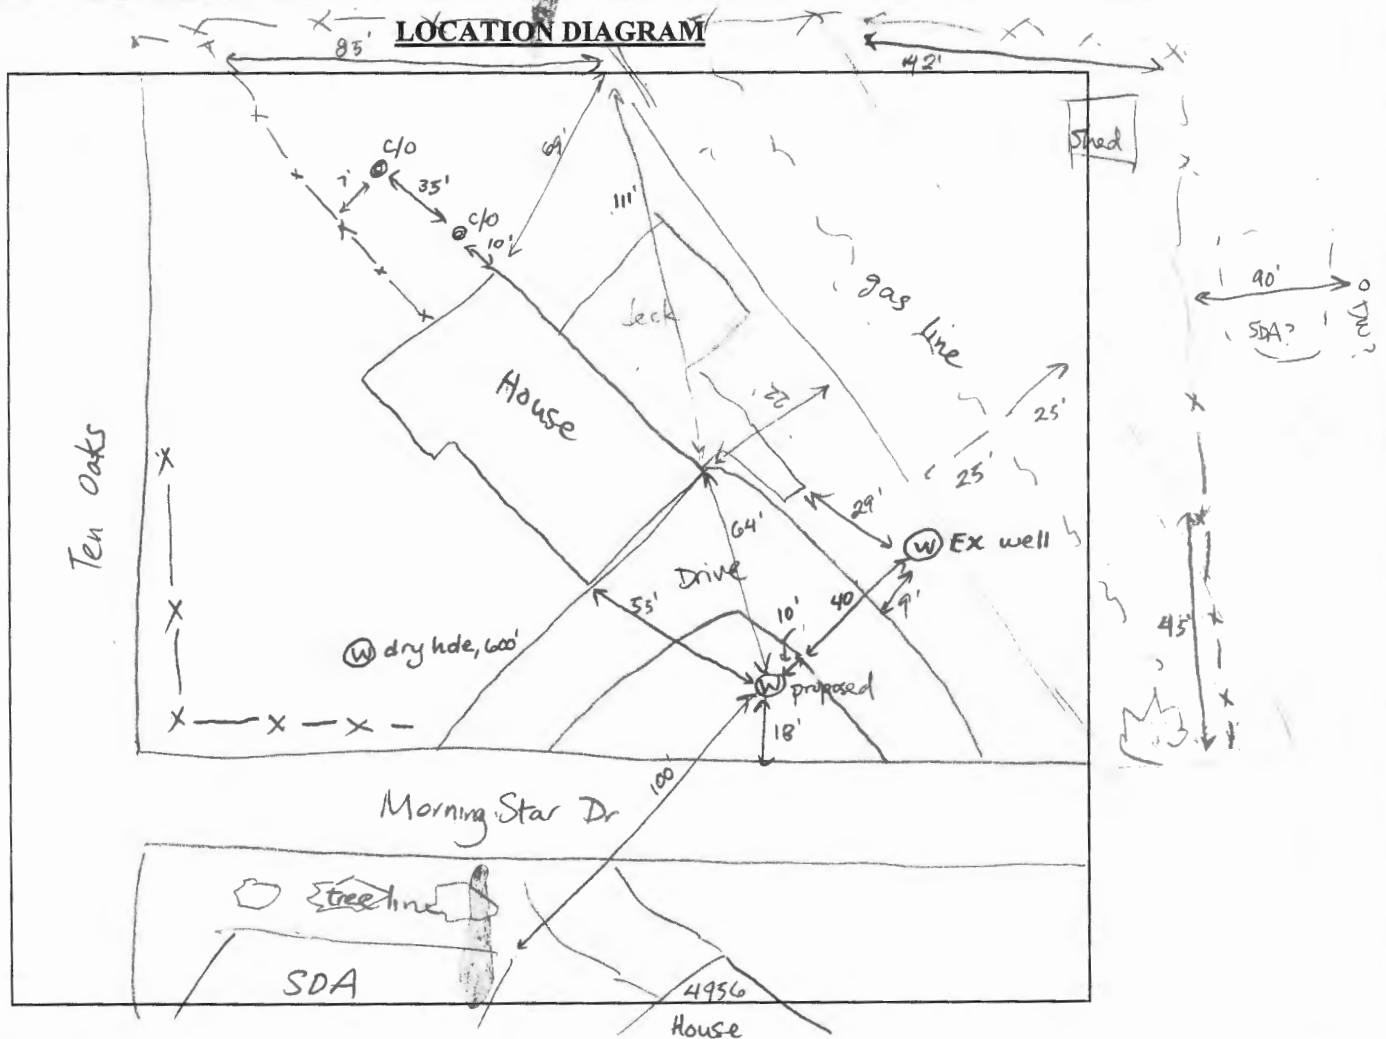 LOCATION DIAGRAM
85'
42'
Shed
C/O
69'
7'
35'
111'
C/O
10'
gas line
90'
SDA?
deck
House
22'
25'
25'
Ten Oaks
29'
64'
W Ex well
Drive
55'
40'
9'
10'
45'
W dry hole, 600'
W proposed
18'
100'
Morning Star Dr
tree line
SDA
4956
House